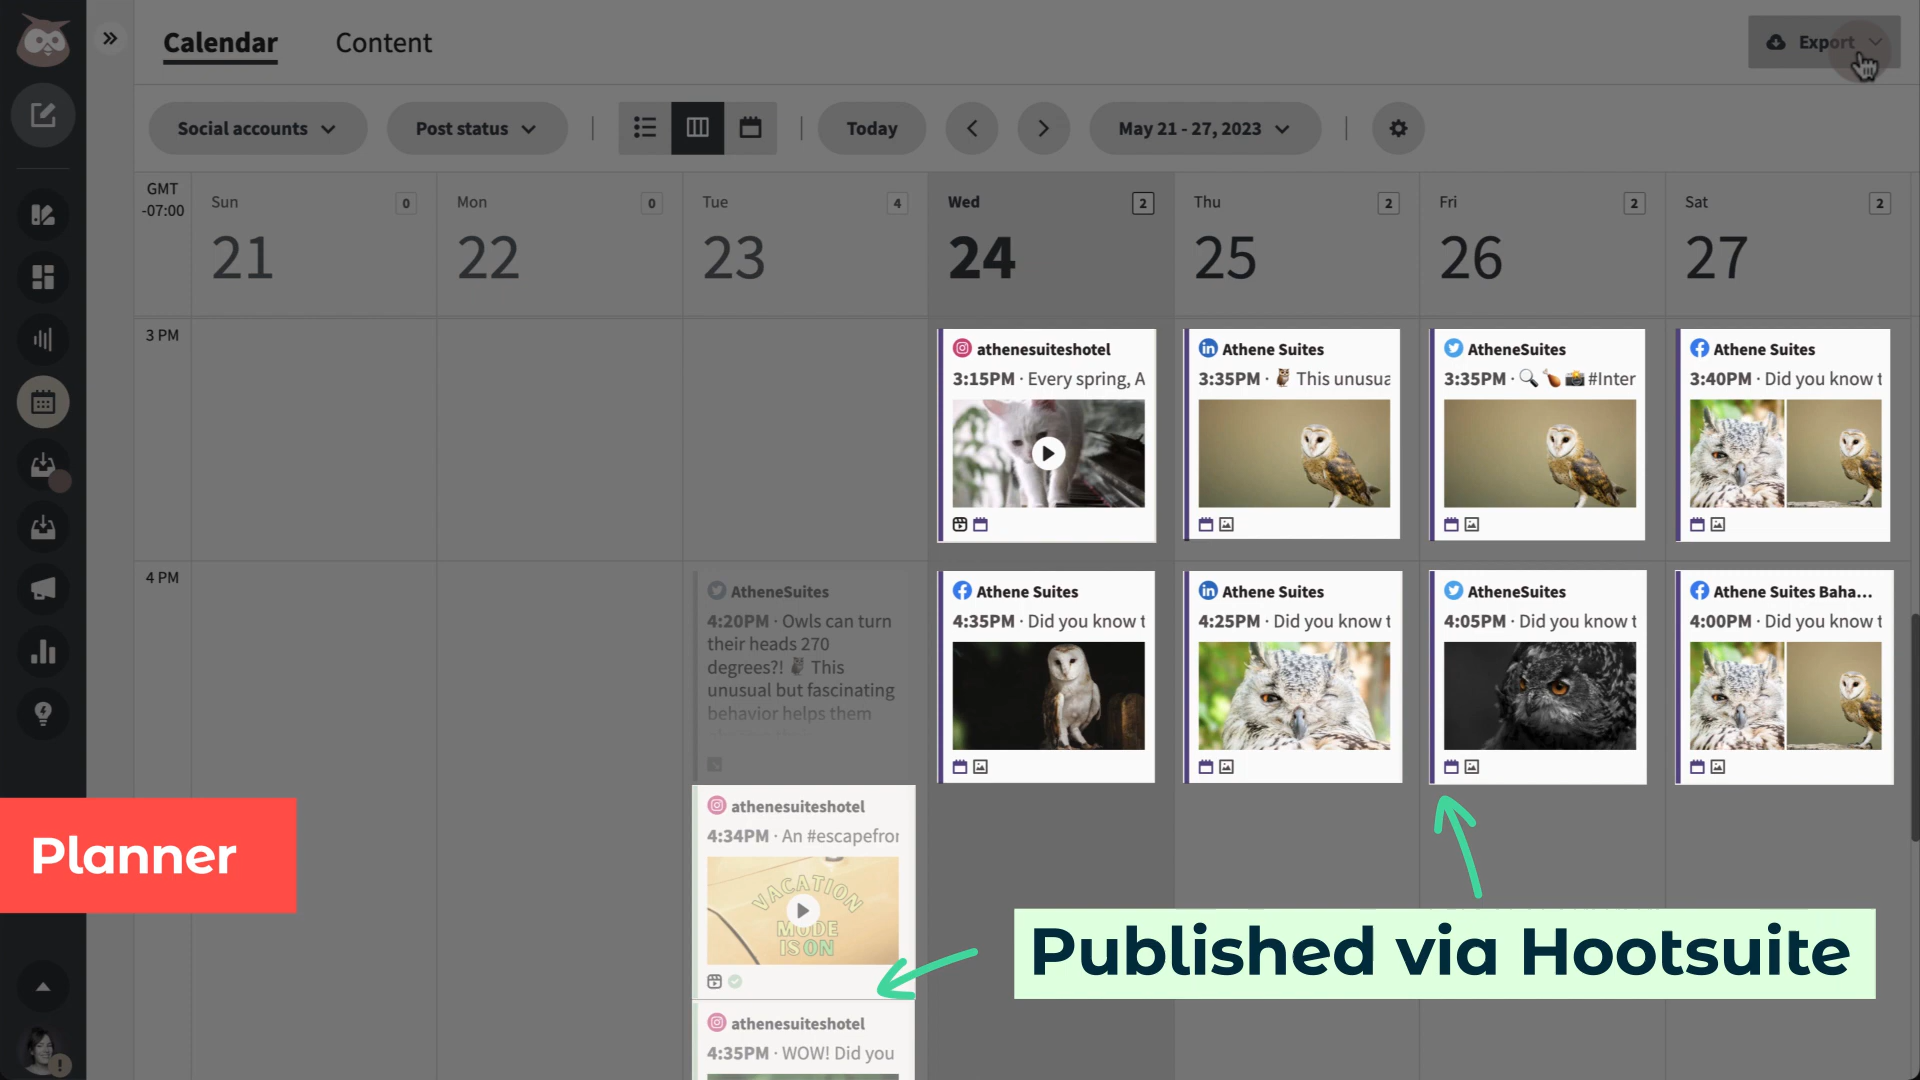 Calendar
Content
Export
Social accounts
Post status
Today
May 21 - 27, 2023
GMT
-07:00
Sun
0
21
Mon
0
22
Tue
4
23
Wed
2
24
Thu
2
25
Fri
2
26
Sat
2
27
3 PM
athenesuiteshotel
3:15PM · Every spring, A
Athene Suites
3:35PM · 🦉 This unusua
AtheneSuites
3:35PM · 🔍 🍗 📸 #Inter
Athene Suites
3:40PM · Did you know t
4 PM
AtheneSuites
4:20PM · Owls can turn
their heads 270
degrees?! 🦉 This
unusual but fascinating
behavior helps them
Athene Suites
4:35PM · Did you know t
Athene Suites
4:25PM · Did you know t
AtheneSuites
4:05PM · Did you know t
Athene Suites Baha...
4:00PM · Did you know t
athenesuiteshotel
4:34PM · An #escapefror
VACATION
MODE
IS ON
athenesuiteshotel
4:35PM · WOW! Did you
Planner
Published via Hootsuite